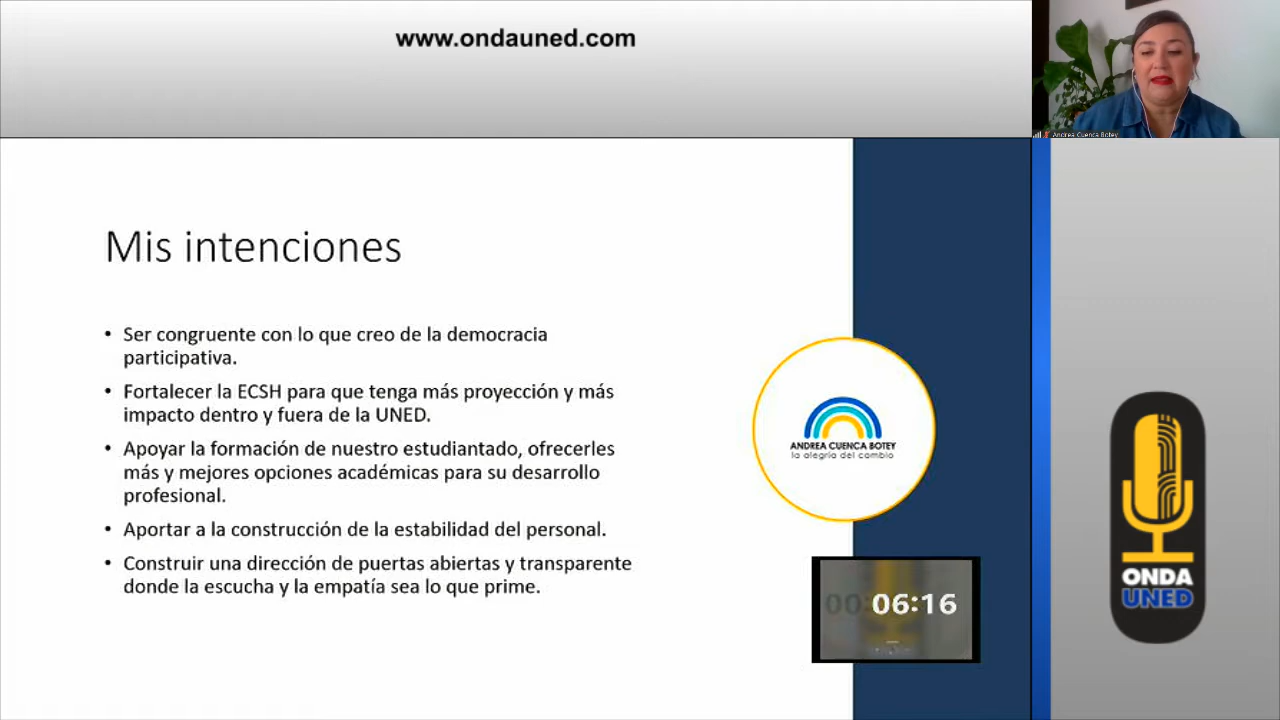 www.ondauned.com
Andrea Cuenca Botey
Mis intenciones
• Ser congruente con lo que creo de la democracia
participativa.
• Fortalecer la ECSH para que tenga más proyección y más
impacto dentro y fuera de la UNED.
• Apoyar la formación de nuestro estudiantado, ofrecerles
más y mejores opciones académicas para su desarrollo
profesional.
• Aportar a la construcción de la estabilidad del personal.
• Construir una dirección de puertas abiertas y transparente
donde la escucha y la empatía sea lo que prime.
ANDREA CUENCA BOTEY
la alegría del cambio
00:06:16
ONDA
UNED